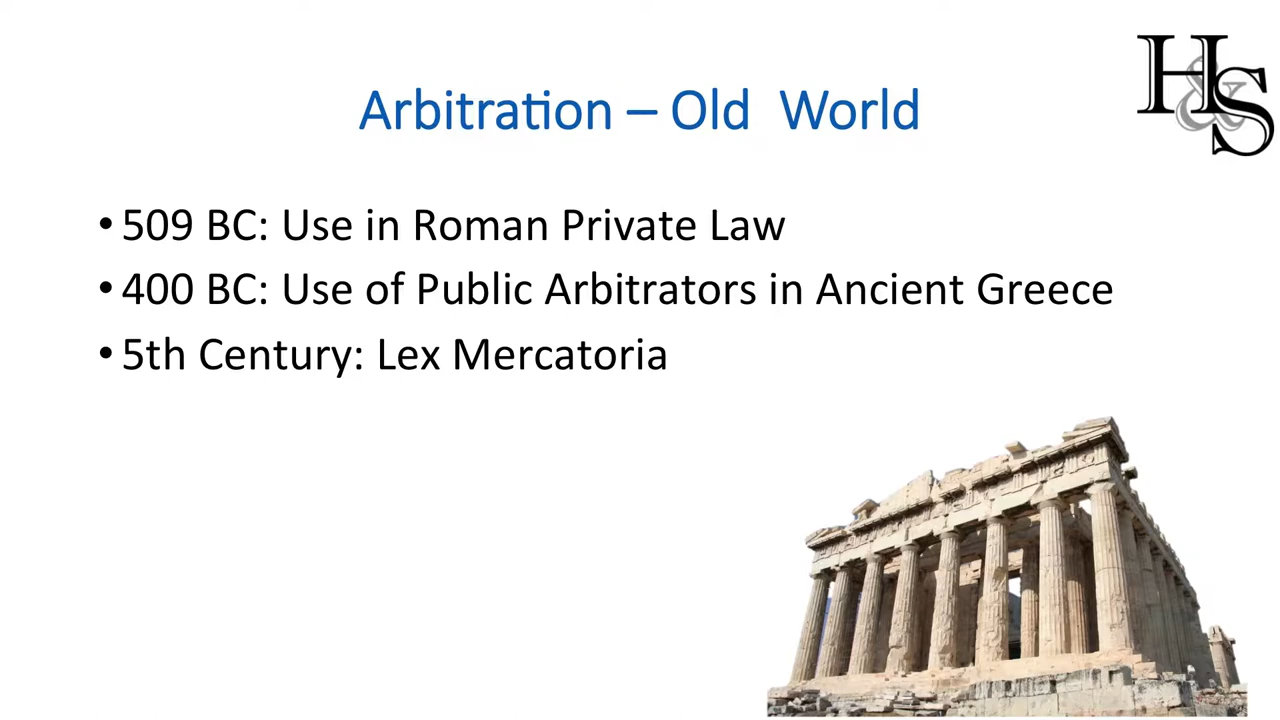 H&S
Arbitration – Old  World
• 509 BC: Use in Roman Private Law
• 400 BC: Use of Public Arbitrators in Ancient Greece
• 5th Century: Lex Mercatoria